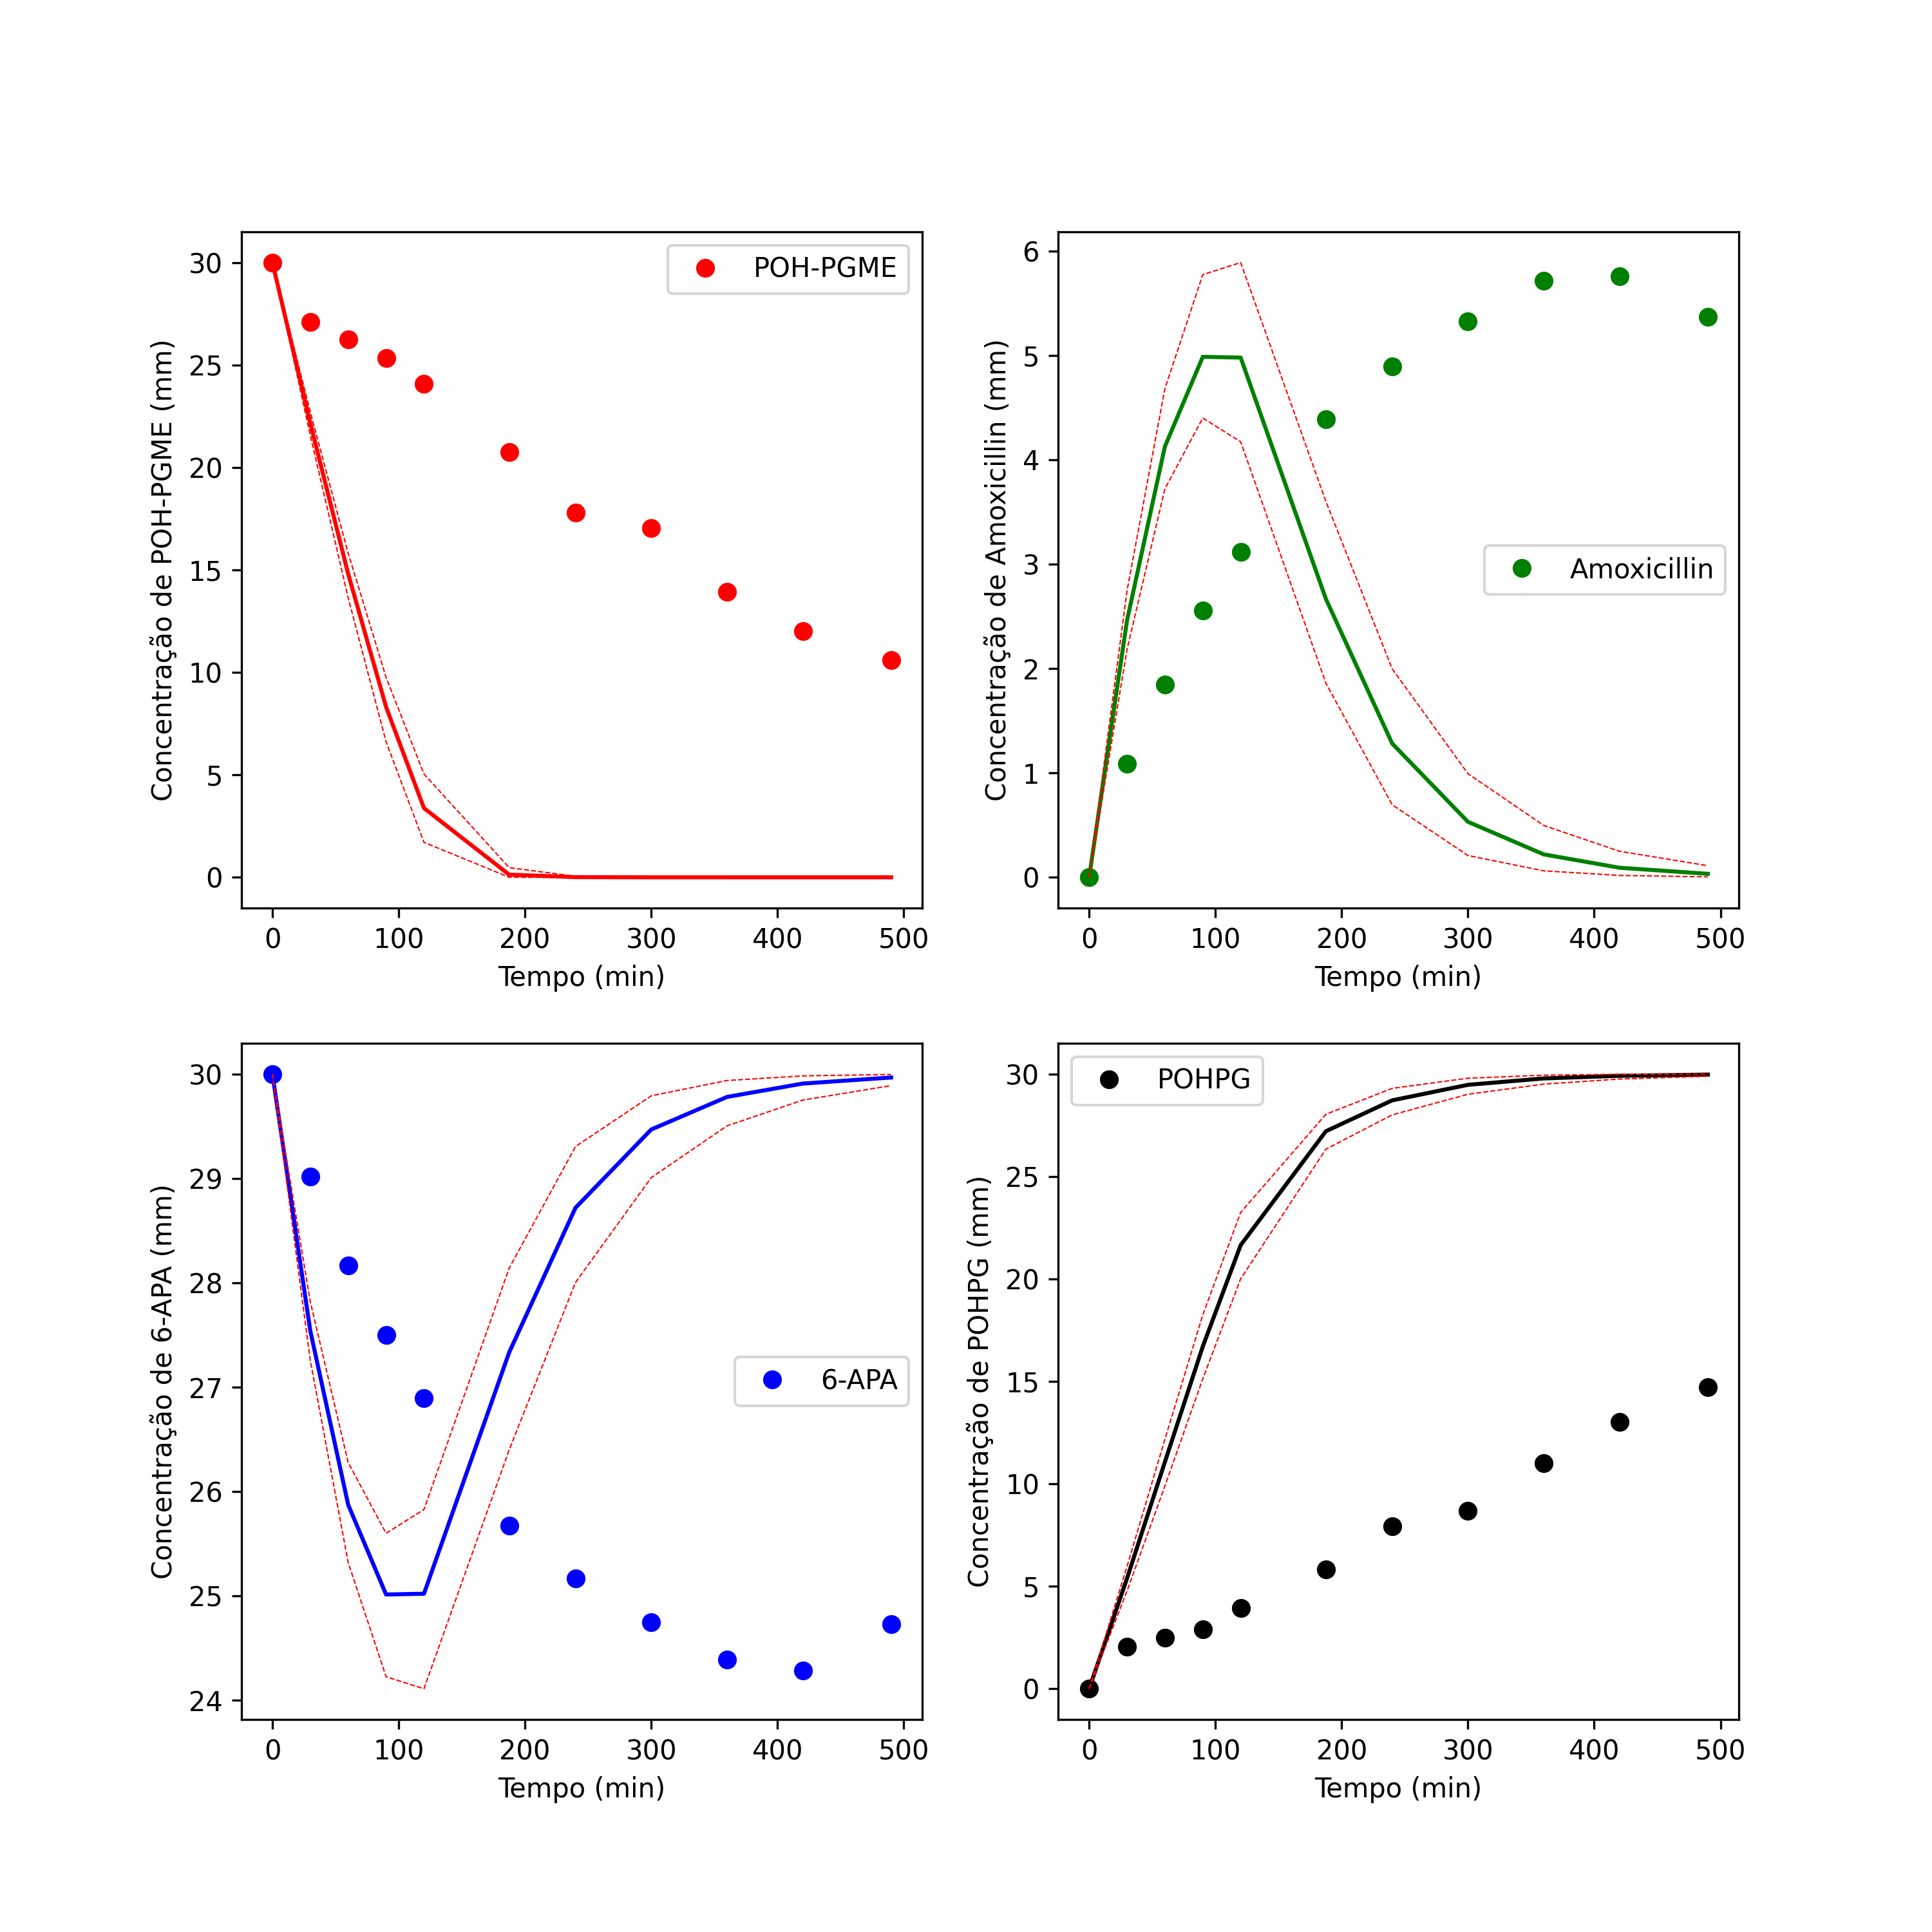 POH-PGME
Concentração de POH-PGME (mm)
30
25
20
15
10
5
0
0 100 200 300 400 500
Tempo (min)
Amoxicillin
Concentração de Amoxicillin (mm)
6
5
4
3
2
1
0
0 100 200 300 400 500
Tempo (min)
6-APA
Concentração de 6-APA (mm)
30
29
28
27
26
25
24
0 100 200 300 400 500
Tempo (min)
POHPG
Concentração de POHPG (mm)
30
25
20
15
10
5
0
0 100 200 300 400 500
Tempo (min)